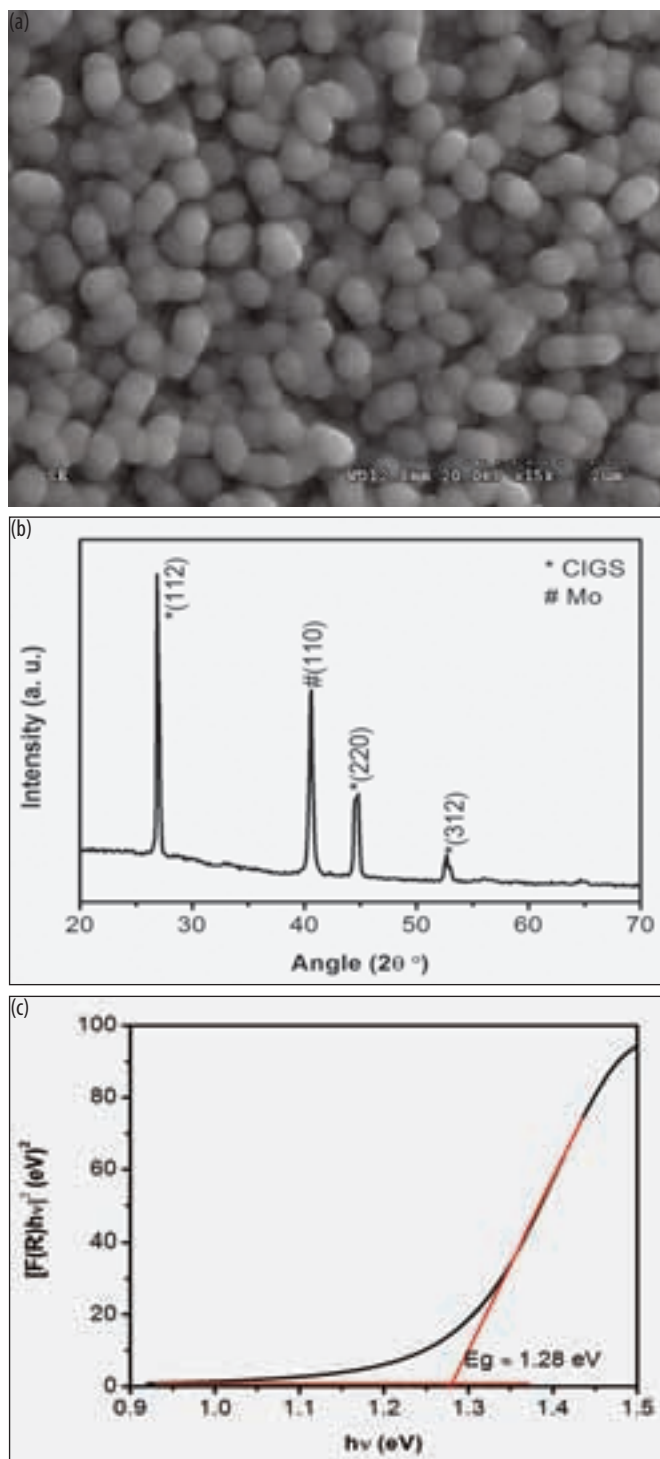 (a)
(b)
* CIGS
# Mo
*(112)
#(110)
*(220)
*(312)
Intensity (a. u.)
20 30 40 50 60 70
Angle (2θ °)
(c)
100
80
60
40
20
0
[F(R)hν]² (eV)²
Eg = 1.28 eV
0.9 1.0 1.1 1.2 1.3 1.4 1.5
hν (eV)